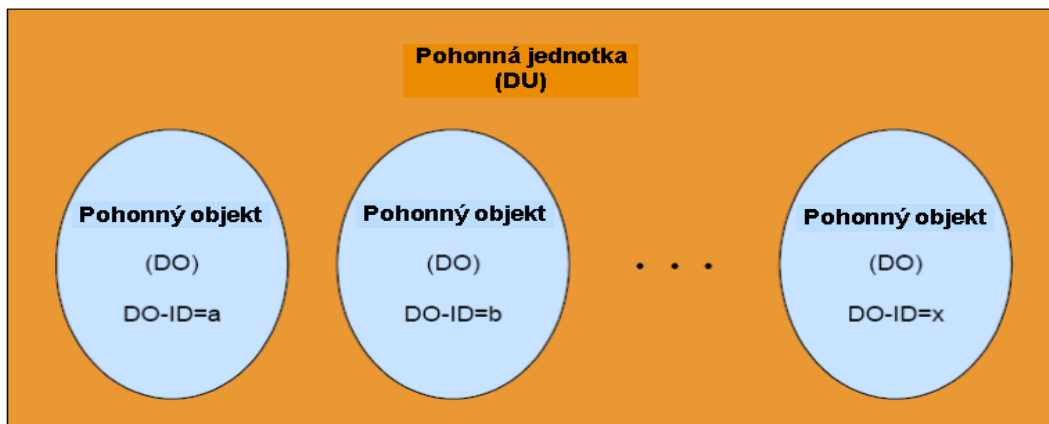 Pohonná jednotka
(DU)
Pohonný objekt
(DO)
DO-ID=a
Pohonný objekt
(DO)
DO-ID=b
. . .
Pohonný objekt
(DO)
DO-ID=x